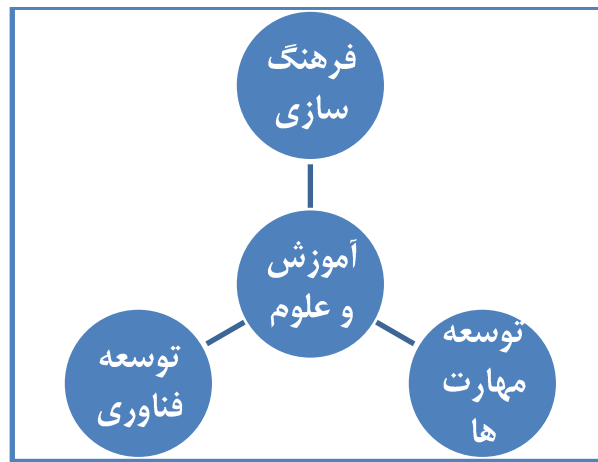 فرهنگ
سازی
آموزش
و علوم
توسعه
مهارت
ها
توسعه
فناوری